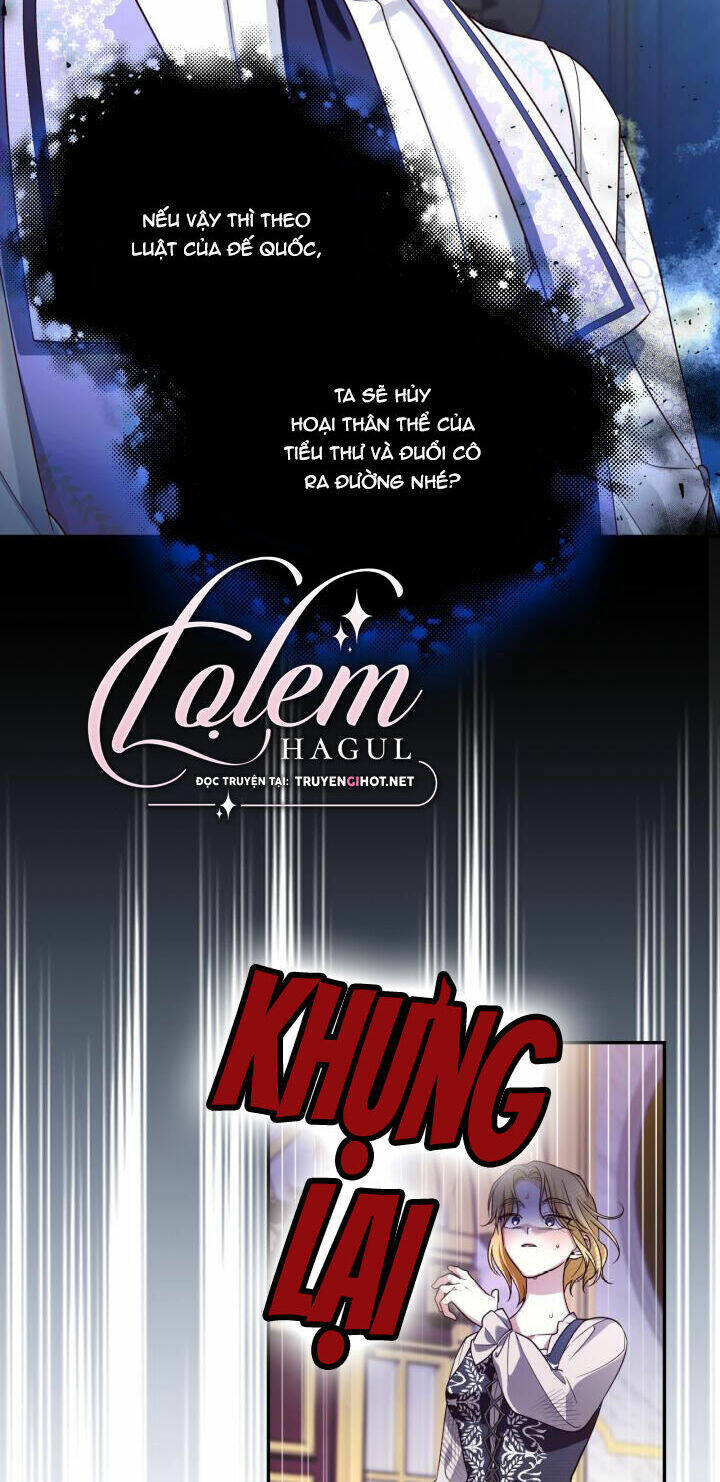 NẾU VẬY THÌ THEO
LUẬT CỦA ĐẾ QUỐC,
TA SẼ HỦY
HOẠI THÂN THỂ CỦA
TIỂU THƯ VÀ ĐUỔI CÔ
RA ĐƯỜNG NHÉ?
Lọlem
HAGUL
ĐỌC TRUYỆN TẠI: TRUYENGIHOT.NET
KHỰNG
LẠI